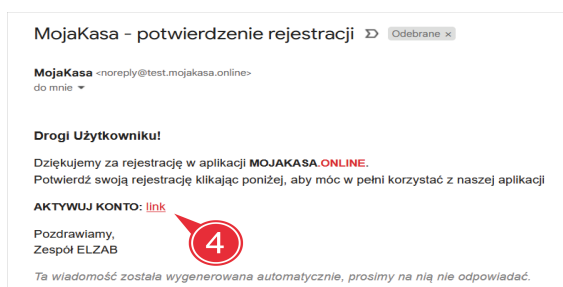 MojaKasa - potwierdzenie rejestracji Odebrane ×
MojaKasa <noreply@test.mojakasa.online>
do mnie
Drogi Użytkowniku!
Dziękujemy za rejestrację w aplikacji MOJAKASA.ONLINE.
Potwierdź swoją rejestrację klikając poniżej, aby móc w pełni korzystać z naszej aplikacji
AKTYWUJ KONTO: link
Pozdrawiamy,
Zespół ELZAB
4
Ta wiadomość została wygenerowana automatycznie, prosimy na nią nie odpowiadać.